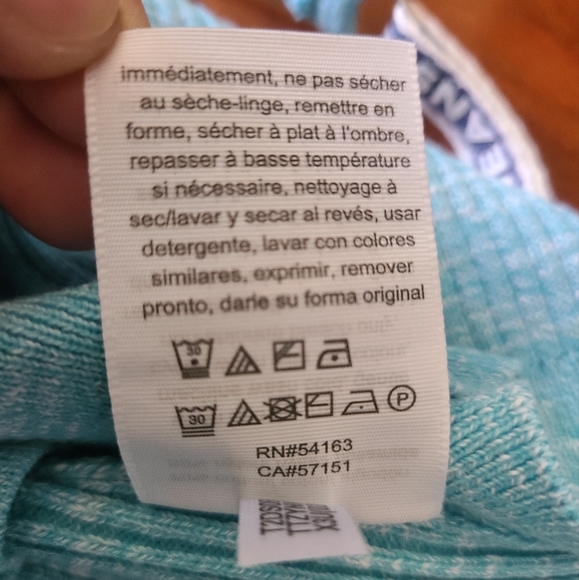 immédiatement, ne pas sécher
au sèche-linge, remettre en
forme, sécher à plat à l'ombre,
repasser à basse température
si nécessaire, nettoyage à
sec/lavar y secar al revés, usar
detergente, lavar con colores
similares, exprimir, remover
pronto, darle su forma original
30
30 P
RN#54163
CA#57151